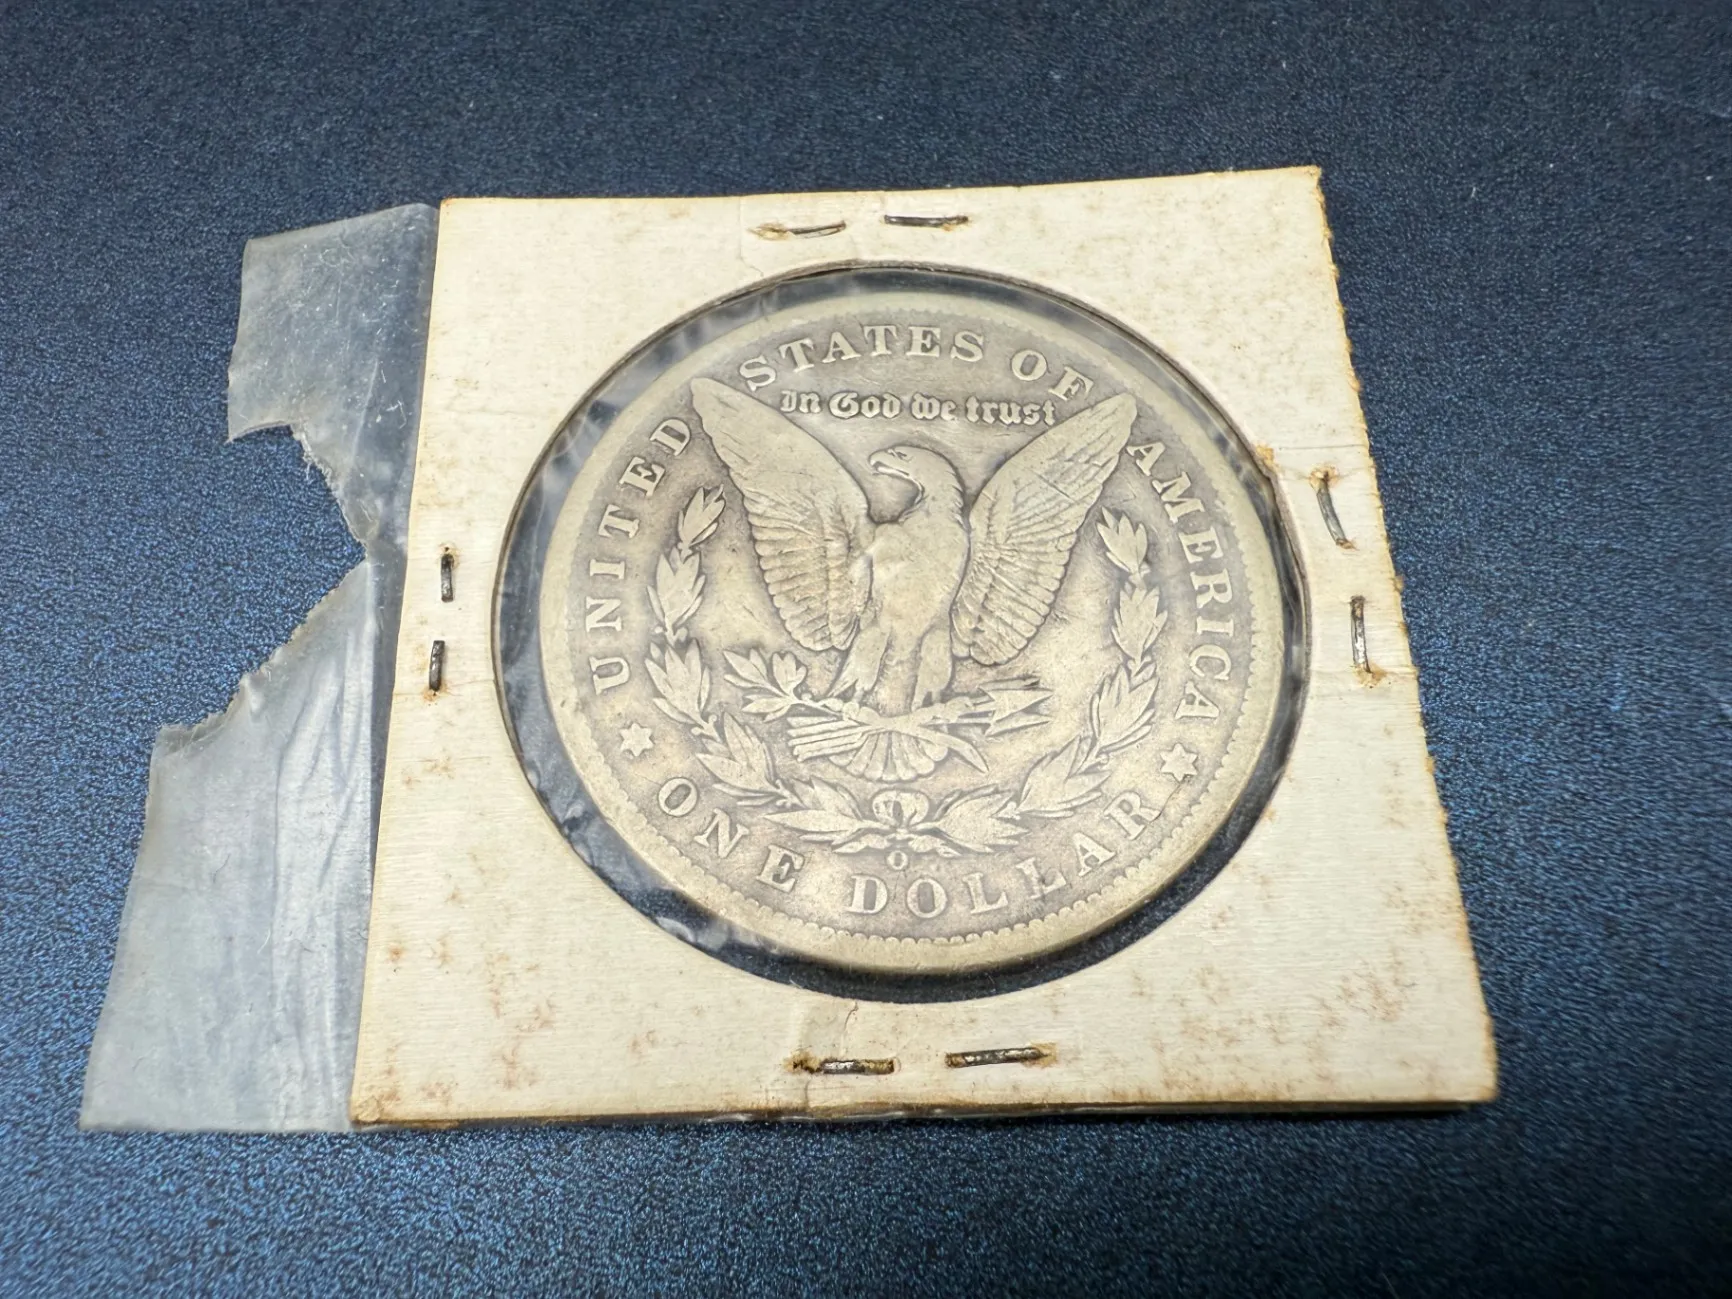 UNITED STATES OF AMERICA
In God we trust
O
ONE DOLLAR